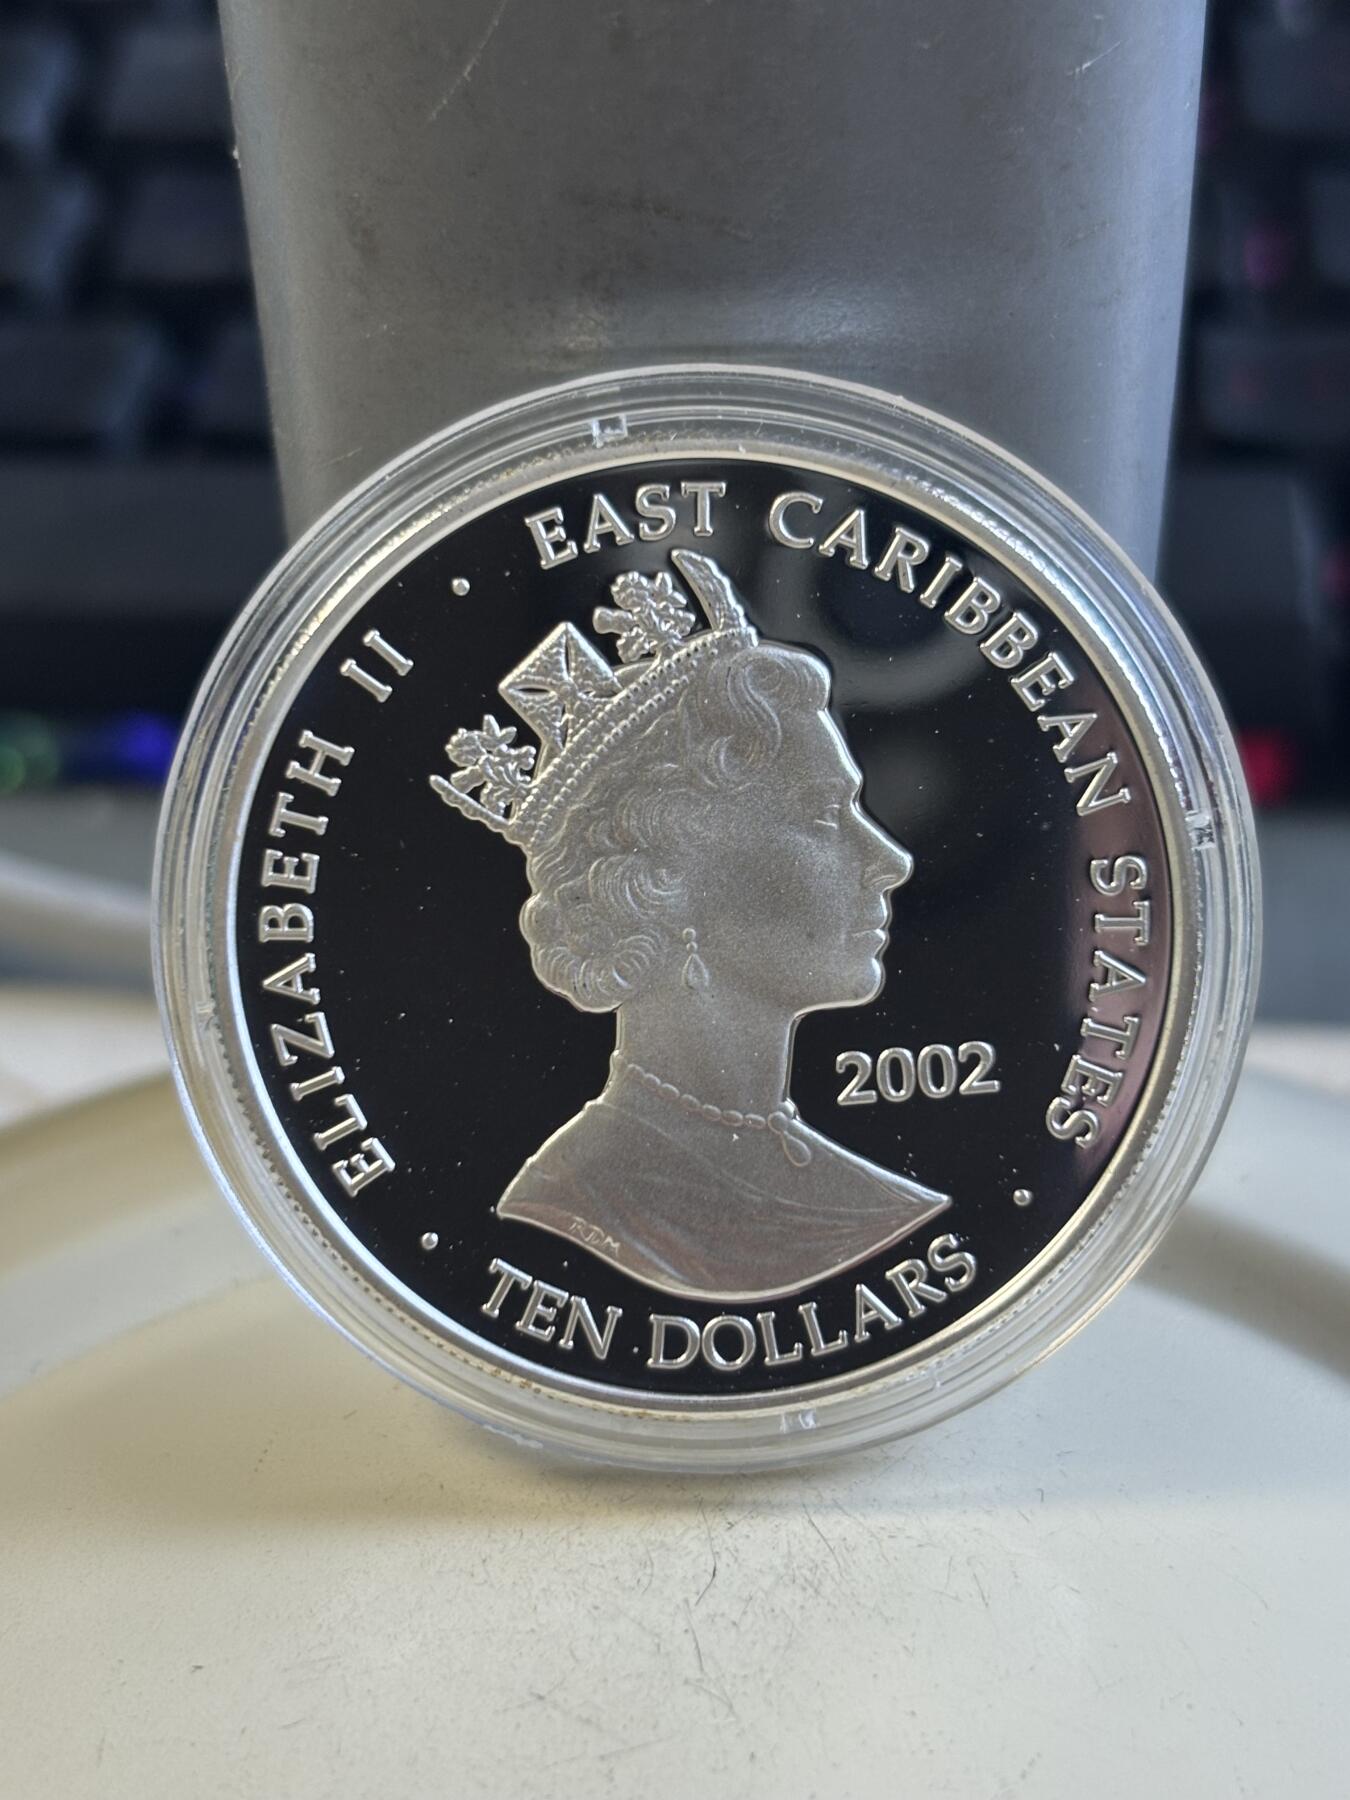 ELIZABETH II · EAST CARIBBEAN STATES ·
2002
RDM
· TEN DOLLARS